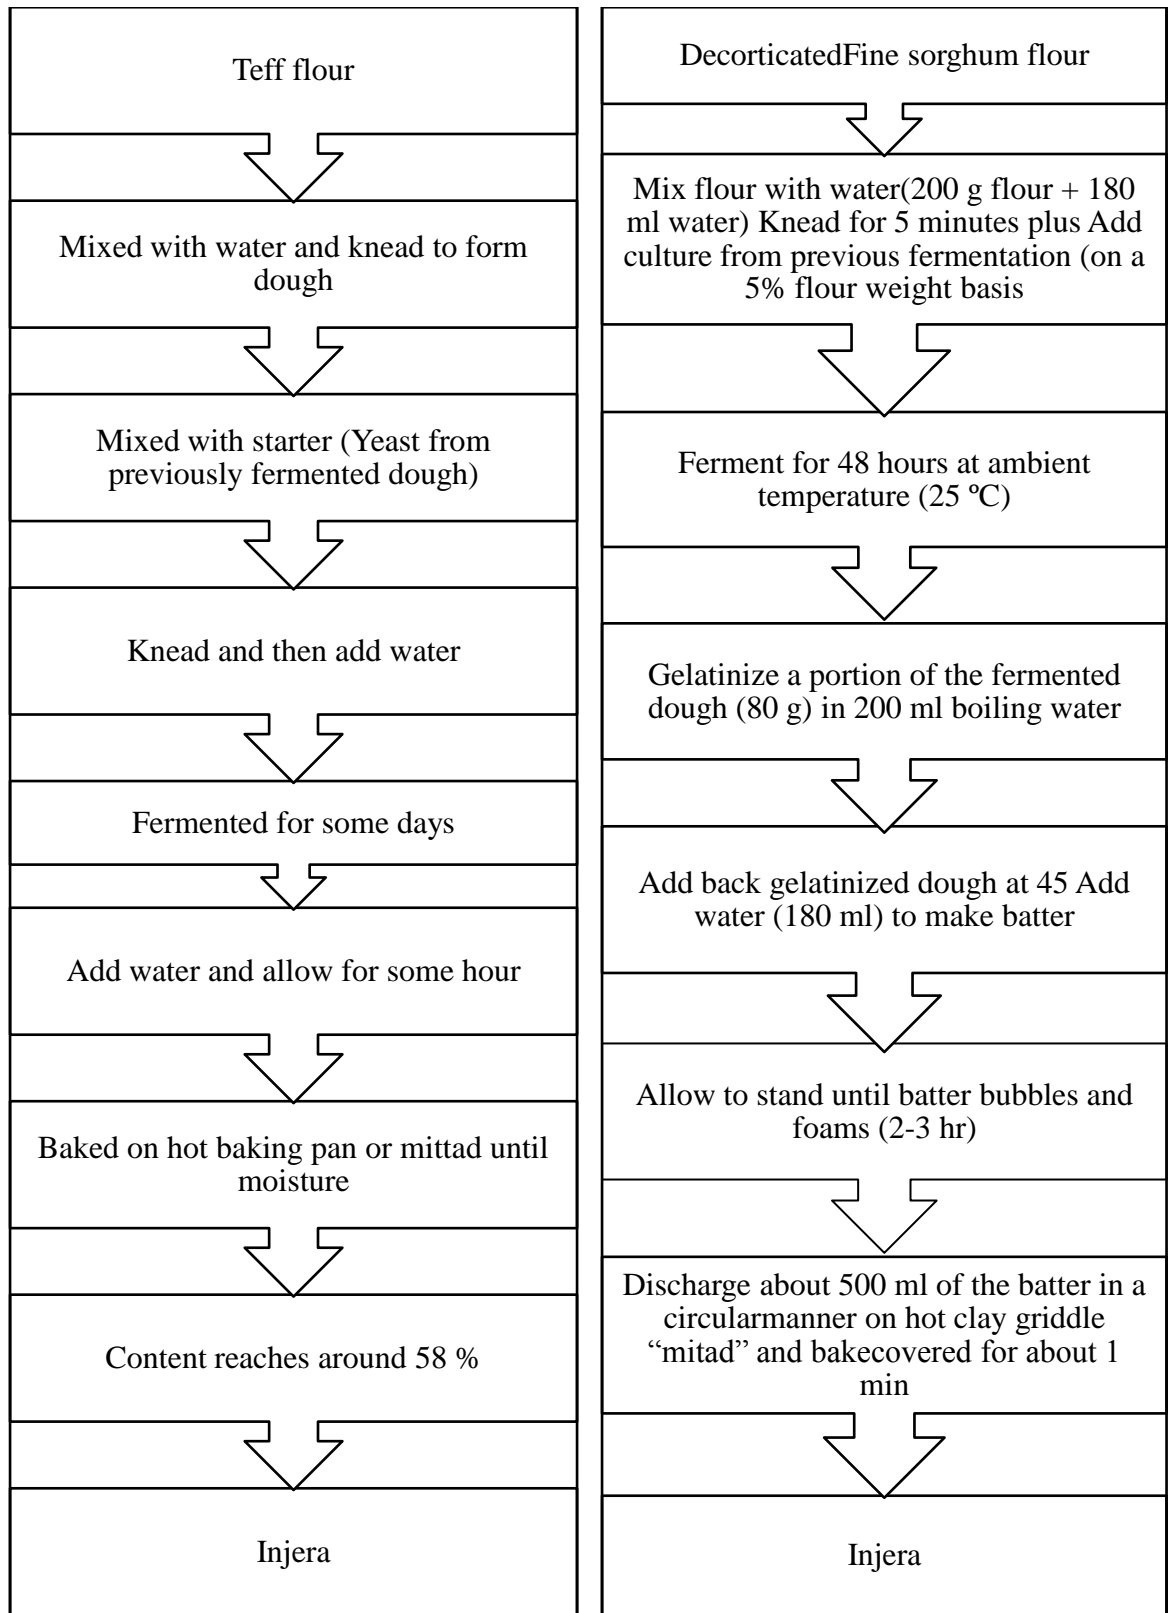 Teff flour
Mixed with water and knead to form
dough
Mixed with starter (Yeast from
previously fermented dough)
Knead and then add water
Fermented for some days
Add water and allow for some hour
Baked on hot baking pan or mittad until
moisture
Content reaches around 58 %
Injera
DecorticatedFine sorghum flour
Mix flour with water(200 g flour + 180
ml water) Knead for 5 minutes plus Add
culture from previous fermentation (on a
5% flour weight basis
Ferment for 48 hours at ambient
temperature (25 ºC)
Gelatinize a portion of the fermented
dough (80 g) in 200 ml boiling water
Add back gelatinized dough at 45 Add
water (180 ml) to make batter
Allow to stand until batter bubbles and
foams (2-3 hr)
Discharge about 500 ml of the batter in a
circularmanner on hot clay griddle
“mitad” and bakecovered for about 1
min
Injera